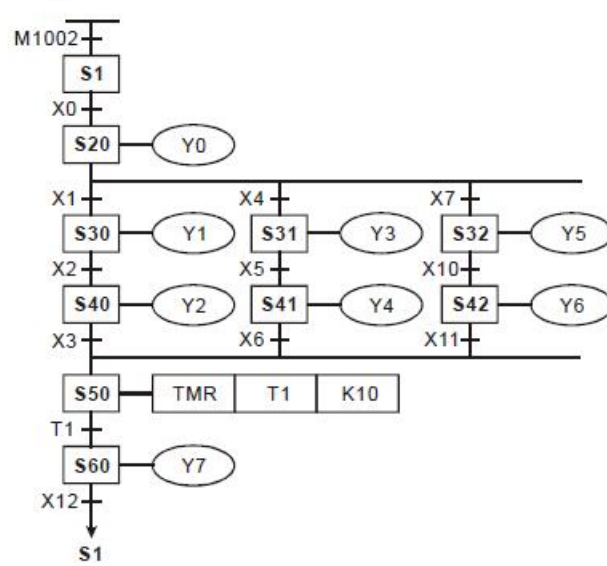 M1002
S1
X0
S20 Y0
X1 X4 X7
S30 Y1 S31 Y3 S32 Y5
X2 X5 X10
S40 Y2 S41 Y4 S42 Y6
X3 X6 X11
S50 TMR T1 K10
T1
S60 Y7
X12
S1